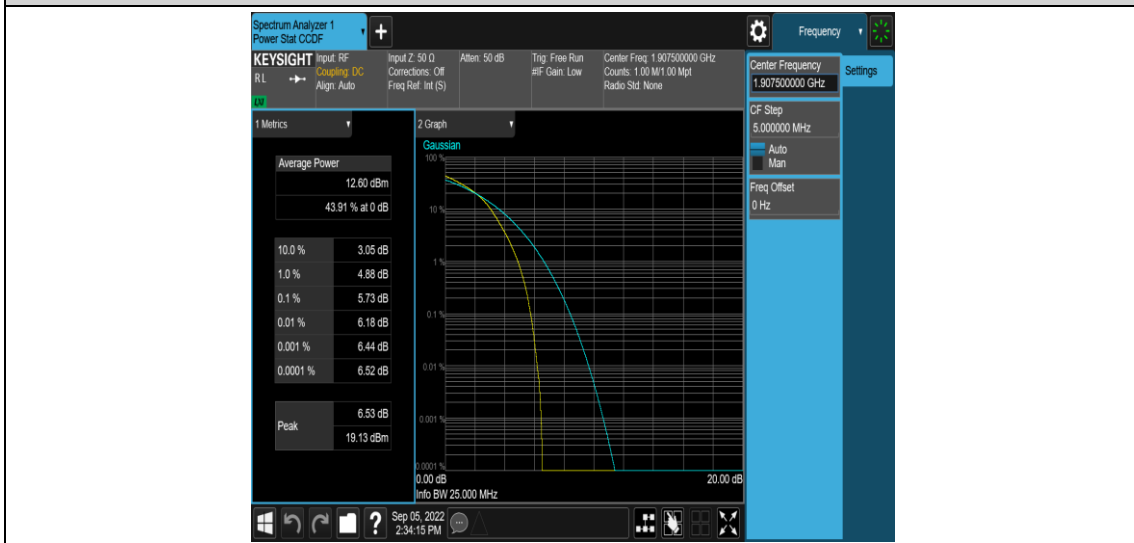 Spectrum Analyzer 1
Power Stat CCDF
+
Frequency
KEYSIGHT
RL
Input: RF
Coupling: DC
Align: Auto
Input Z: 50 Ω
Corrections: Off
Freq Ref: Int (S)
Atten: 50 dB
Trig: Free Run
#IF Gain: Low
Center Freq: 1.907500000 GHz
Counts: 1.00 M/1.00 Mpt
Radio Std: None
Center Frequency
1.907500000 GHz
Settings
CF Step
5.000000 MHz
Auto
Man
Freq Offset
0 Hz
1 Metrics
Average Power
12.60 dBm
43.91 % at 0 dB
10.0 % 3.05 dB
1.0 % 4.88 dB
0.1 % 5.73 dB
0.01 % 6.18 dB
0.001 % 6.44 dB
0.0001 % 6.52 dB
Peak
6.53 dB
19.13 dBm
2 Graph
Gaussian
100 %
10 %
1 %
0.1 %
0.01 %
0.001 %
0.0001 %
0.00 dB 20.00 dB
Info BW 25.000 MHz
?
Sep 05, 2022
2:34:15 PM